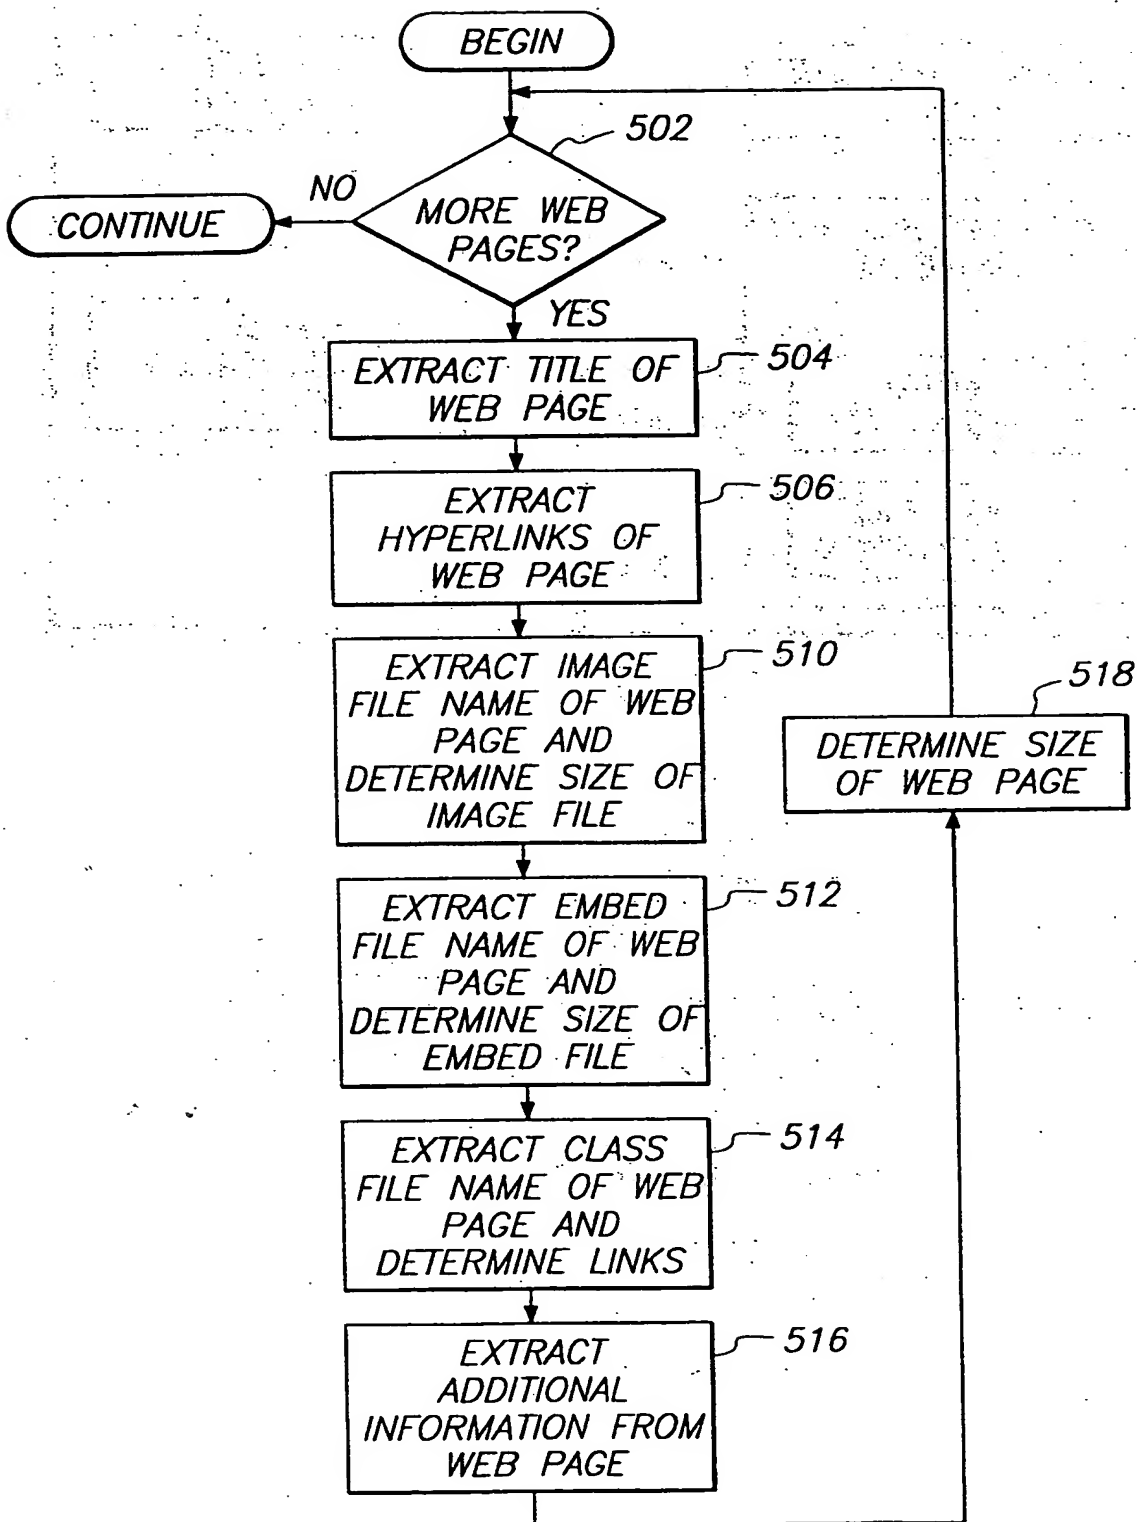 BEGIN
502
NO
CONTINUE
MORE WEB
PAGES?
YES
EXTRACT TITLE OF
WEB PAGE
504
EXTRACT
HYPERLINKS OF
WEB PAGE
506
EXTRACT IMAGE
FILE NAME OF WEB
PAGE AND
DETERMINE SIZE OF
IMAGE FILE
510
518
DETERMINE SIZE
OF WEB PAGE
EXTRACT EMBED
FILE NAME OF WEB
PAGE AND
DETERMINE SIZE OF
EMBED FILE
512
EXTRACT CLASS
FILE NAME OF WEB
PAGE AND
DETERMINE LINKS
514
EXTRACT
ADDITIONAL
INFORMATION FROM
WEB PAGE
516